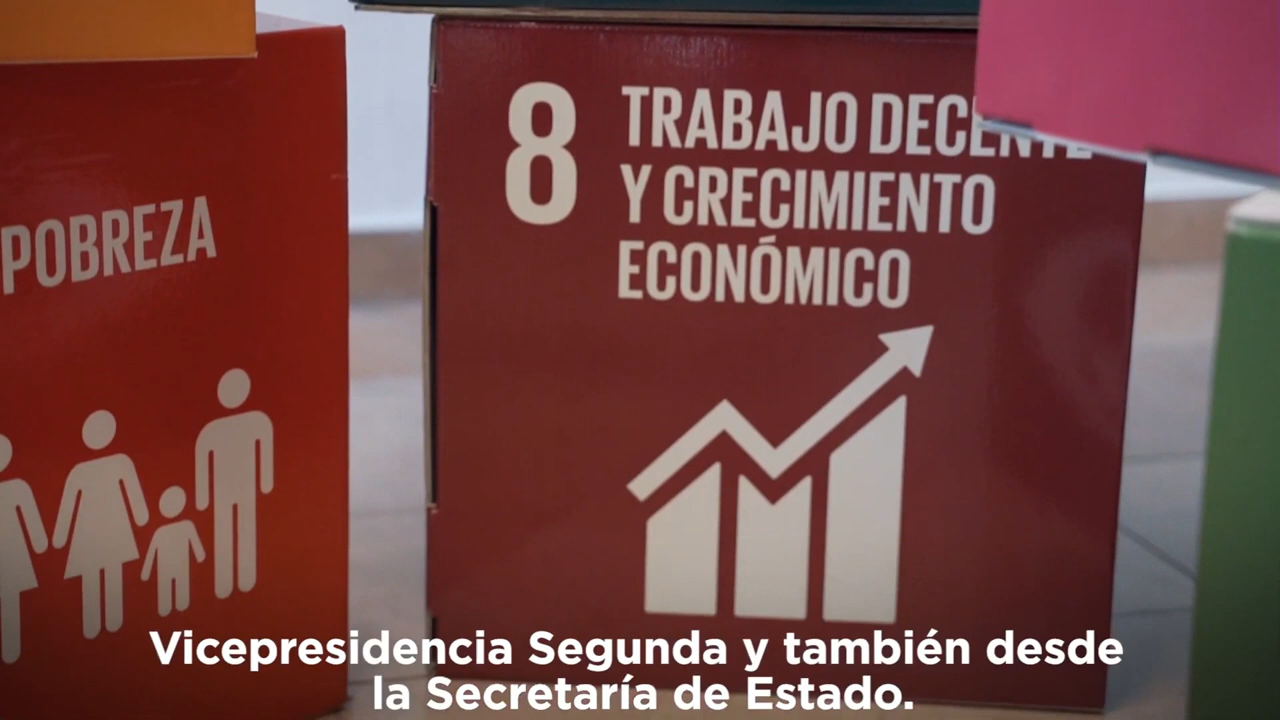 POBREZA
8
TRABAJO DECENTE
Y CRECIMIENTO
ECONÓMICO
Vicepresidencia Segunda y también desde
la Secretaría de Estado.